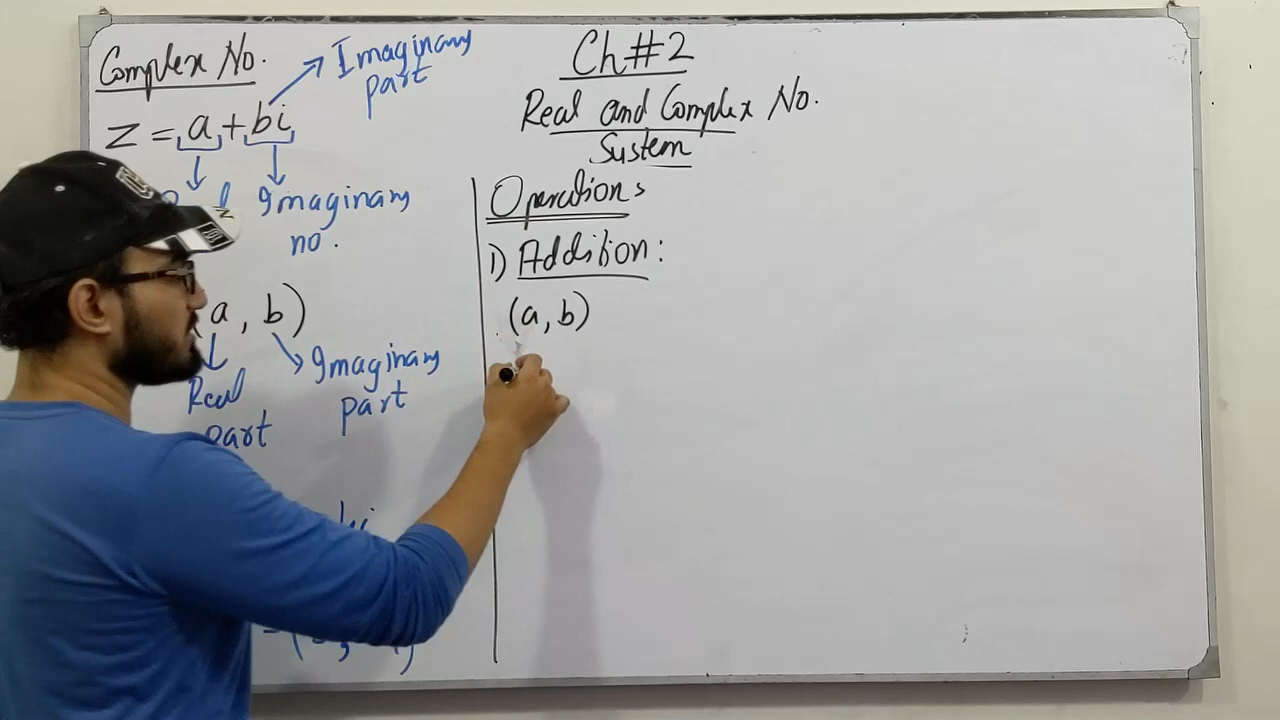 Complex No.
Imaginary
part
z = a + bi
Imaginary
no.
a, b)
Real
part
Imaginary
part
Ch#2
Real and Complex No.
System
Operations
1) Addition:
(a, b)